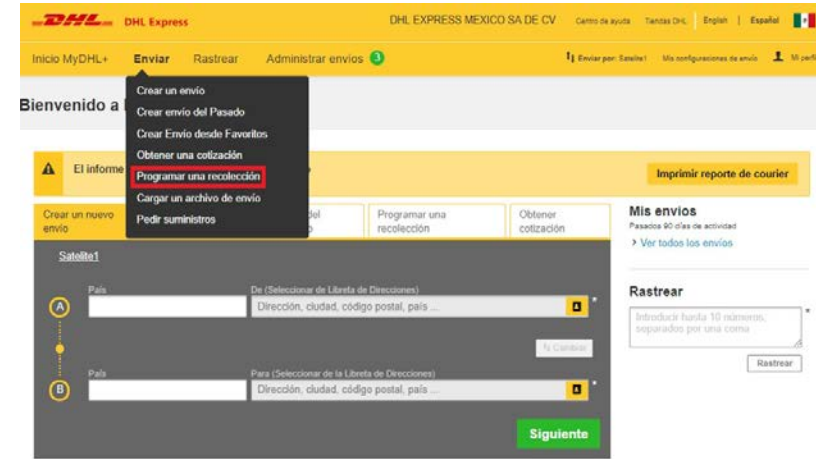 DHL DHL Express
DHL EXPRESS MEXICO SA DE CV
Centro de ayuda Tiendas DHL English | Español
Inicio MyDHL+ Enviar Rastrear Administrar envios 3
Enviar por: Satelite1 Mis configuraciones de envío Mi perfi
Bienvenido a
Crear un envío
Crear envío del Pasado
Crear Envío desde Favoritos
Obtener una cotización
Programar una recolección
Cargar un archivo de envío
Pedir suministros
El informe
Imprimir reporte de courier
Crear un nuevo
envío
del
Programar una
recolección
Obtener
cotización
Satelite1
A
País
De (Seleccionar de Libreta de Direcciones)
Dirección, ciudad, código postal, país ... *
Cambiar
B
País
Para (Seleccionar de la Libreta de Direcciones)
Dirección, ciudad, código postal, país ... *
Siguiente
Mis envíos
Pasados 90 días de actividad
> Ver todos los envíos
Rastrear
Introducir hasta 10 números, *
separados por una coma
Rastrear